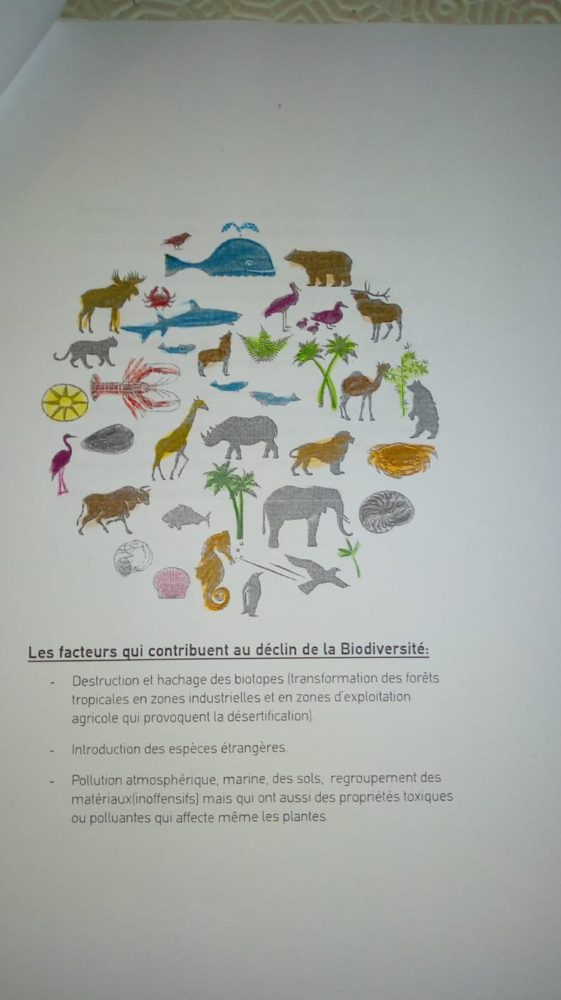 Les facteurs qui contribuent au déclin de la Biodiversité:
- Destruction et hachage des biotopes (transformation des forêts
tropicales en zones industrielles et en zones d'exploitation
agricole qui provoquent la désertification).
- Introduction des espèces étrangères.
- Pollution atmosphérique, marine, des sols, regroupement des
matériaux(inoffensifs) mais qui ont aussi des propriétés toxiques
ou polluantes qui affecte même les plantes.